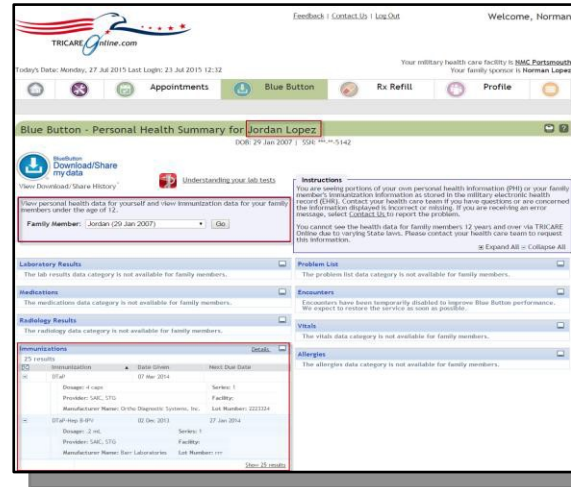 Feedback | Contact Us | Log Out
Welcome, Norman
TRICARE Online.com
Your military health care facility is NMC Portsmouth
Today's Date: Monday, 27 Jul 2015 Last Login: 23 Jul 2015 12:32
Your family sponsor is Norman Lopez
Appointments Blue Button Rx Refill Profile
Blue Button - Personal Health Summary for Jordan Lopez
DOB: 29 Jan 2007 | SSN: ***-**-5142
BlueButton
Download/Share
my data
View Download/Share History
Understanding your lab tests
View personal health data for yourself and view immunization data for your family
members under the age of 12.
Family Member: Jordan (29 Jan 2007) Go
Instructions
You are seeing portions of your own personal health information (PHI) or your family
member's immunization information as stored in the military electronic health
record (EHR). Contact your health care team if you have questions or are concerned
the information displayed is incorrect or missing. If you are receiving an error
message, select Contact Us to report the problem.
You cannot see the health data for family members 12 years and over via TRICARE
Online due to varying State laws. Please contact your health care team to request
this information.
Expand All Collapse All
Laboratory Results
The lab results data category is not available for family members.
Medications
The medications data category is not available for family members.
Radiology Results
The radiology data category is not available for family members.
Immunizations Details
25 results
Immunization Date Given Next Due Date
DTaP 07 Mar 2014
Dosage: 4 caps Series: 1
Provider: SAIC, STG Facility:
Manufacturer Name: Ortho Diagnostic Systems, Inc. Lot Number: 2223324
DTaP-Hep B-IPV 02 Dec 2013 27 Jan 2014
Dosage: .2 mL Series: 1
Provider: SAIC, STG Facility:
Manufacturer Name: Barr Laboratories Lot Number: rrr
Show 25 results
Problem List
The problem list data category is not available for family members.
Encounters
Encounters have been temporarily disabled to improve Blue Button performance.
We expect to restore the service as soon as possible.
Vitals
The vitals data category is not available for family members.
Allergies
The allergies data category is not available for family members.